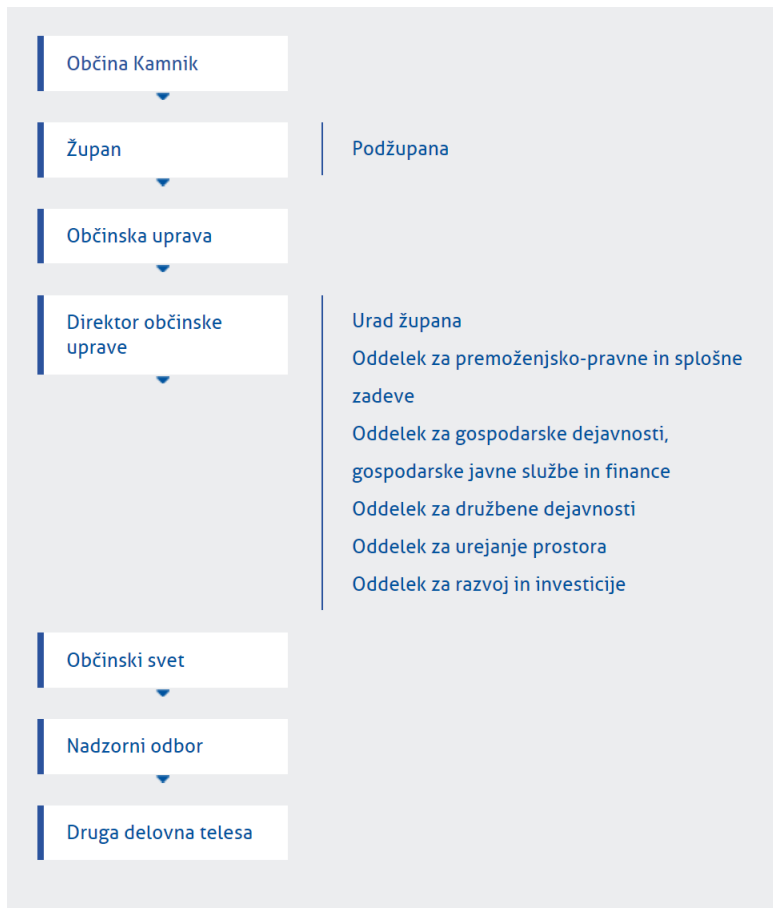 Občina Kamnik
Župan
Podžupana
Občinska uprava
Direktor občinske
uprave
Urad župana
Oddelek za premoženjsko-pravne in splošne
zadeve
Oddelek za gospodarske dejavnosti,
gospodarske javne službe in finance
Oddelek za družbene dejavnosti
Oddelek za urejanje prostora
Oddelek za razvoj in investicije
Občinski svet
Nadzorni odbor
Druga delovna telesa